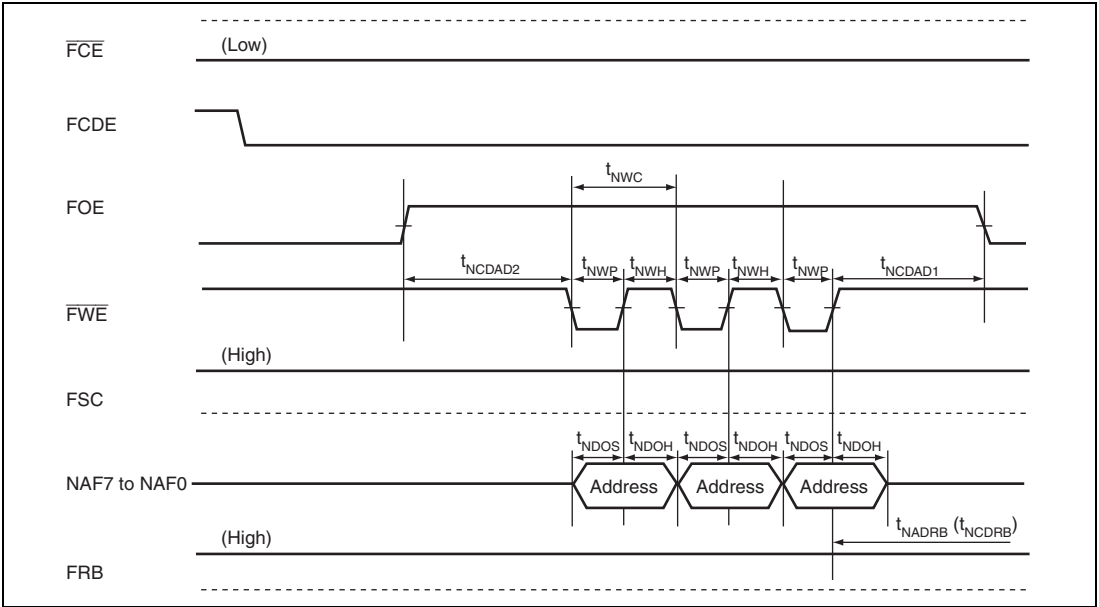 FCE (Low)
FCDE
tNWC
FOE
tNCDAD2 tNWP tNWH tNWP tNWH tNWP tNCDAD1
FWE
(High)
FSC
tNDOS tNDOH tNDOS tNDOH tNDOS tNDOH
NAF7 to NAF0 Address Address Address
tNADRB (tNCDRB)
(High)
FRB